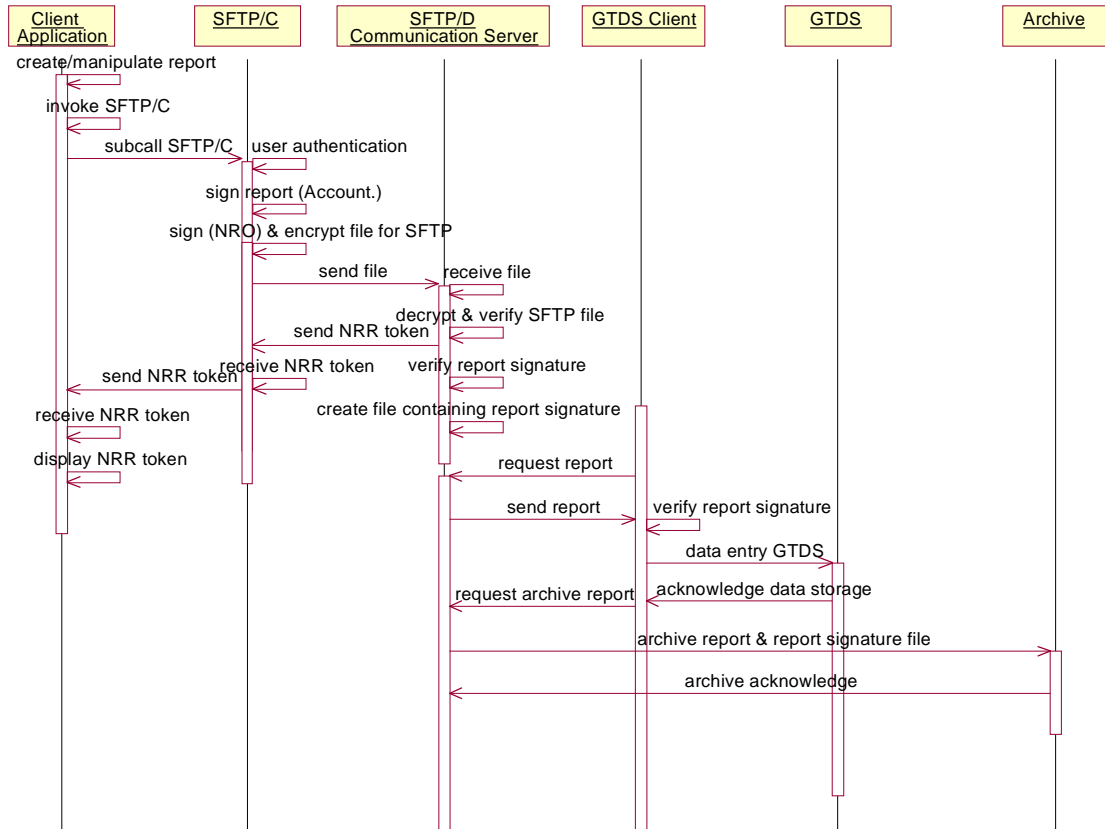 Client
Application
SFTP/C
SFTP/D
Communication Server
GTDS Client
GTDS
Archive
create/manipulate report
invoke SFTP/C
subcall SFTP/C
user authentication
sign report (Account.)
sign (NRO) & encrypt file for SFTP
send file
receive file
decrypt & verify SFTP file
send NRR token
receive NRR token
verify report signature
send NRR token
create file containing report signature
receive NRR token
display NRR token
request report
send report
verify report signature
data entry GTDS
acknowledge data storage
request archive report
archive report & report signature file
archive acknowledge